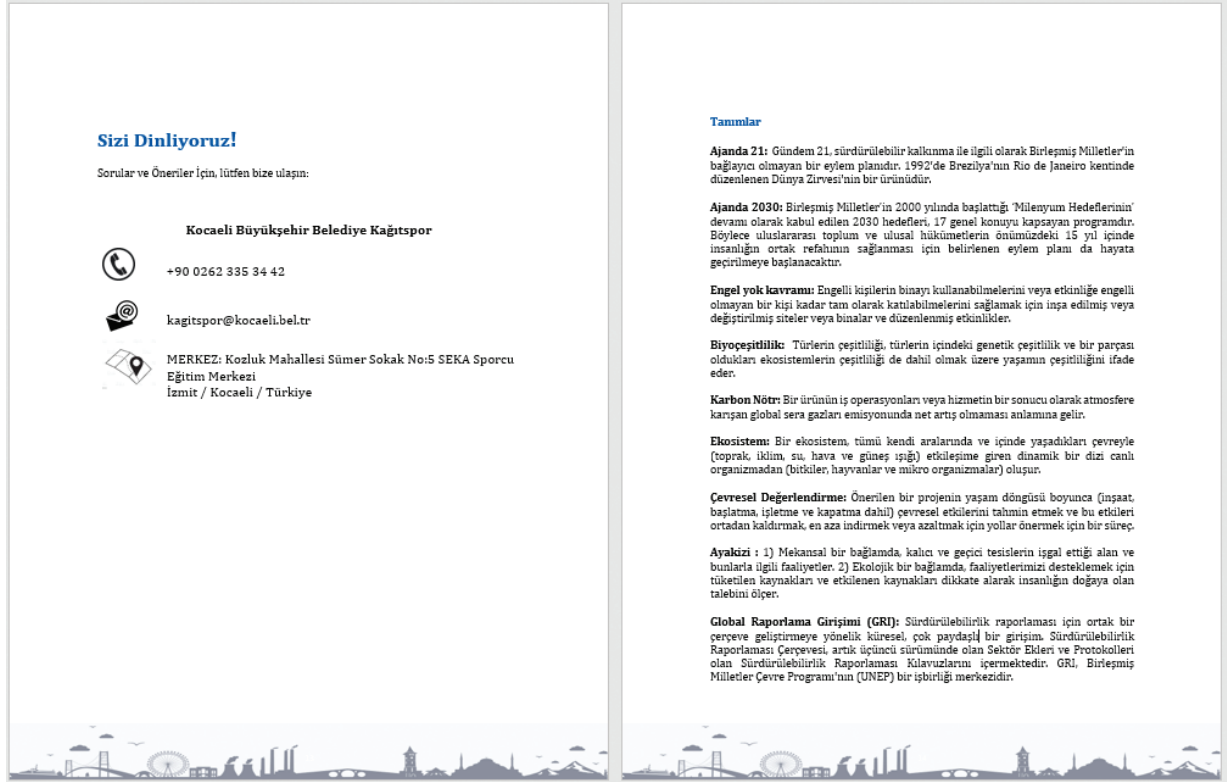 Sizi Dinliyoruz!
Sorular ve Öneriler İçin, lütfen bize ulaşın:
Kocaeli Büyükşehir Belediye Kağıtspor
+90 0262 335 34 42
kagitspor@kocaeli.bel.tr
MERKEZ: Kozluk Mahallesi Sümer Sokak No:5 SEKA Sporcu
Eğitim Merkezi
İzmit / Kocaeli / Türkiye
Tanımlar
Ajanda 21: Gündem 21, sürdürülebilir kalkınma ile ilgili olarak Birleşmiş Milletler'in
bağlayıcı olmayan bir eylem planıdır. 1992'de Brezilya'nın Rio de Janeiro kentinde
düzenlenen Dünya Zirvesi'nin bir ürünüdür.
Ajanda 2030: Birleşmiş Milletler'in 2000 yılında başlattığı 'Milenyum Hedeflerinin'
devamı olarak kabul edilen 2030 hedefleri, 17 genel konuyu kapsayan programdır.
Böylece uluslararası toplum ve ulusal hükümetlerin önümüzdeki 15 yıl içinde
insanlığın ortak refahının sağlanması için belirlenen eylem planı da hayata
geçirilmeye başlanacaktır.
Engel yok kavramı: Engelli kişilerin binayı kullanabilmelerini veya etkinliğe engelli
olmayan bir kişi kadar tam olarak katılabilmelerini sağlamak için inşa edilmiş veya
değiştirilmiş siteler veya binalar ve düzenlenmiş etkinlikler.
Biyoçeşitlilik: Türlerin çeşitliliği, türlerin içindeki genetik çeşitlilik ve bir parçası
oldukları ekosistemlerin çeşitliliği de dahil olmak üzere yaşamın çeşitliliğini ifade
eder.
Karbon Nötr: Bir ürünün iş operasyonları veya hizmetin bir sonucu olarak atmosfere
karışan global sera gazları emisyonunda net artış olmaması anlamına gelir.
Ekosistem: Bir ekosistem, tümü kendi aralarında ve içinde yaşadıkları çevreyle
(toprak, iklim, su, hava ve güneş ışığı) etkileşime giren dinamik bir dizi canlı
organizmadan (bitkiler, hayvanlar ve mikro organizmalar) oluşur.
Çevresel Değerlendirme: Önerilen bir projenin yaşam döngüsü boyunca (inşaat,
başlatma, işletme ve kapatma dahil) çevresel etkilerini tahmin etmek ve bu etkileri
ortadan kaldırmak, en aza indirmek veya azaltmak için yollar önermek için bir süreç.
Ayakizi : 1) Mekansal bir bağlamda, kalıcı ve geçici tesislerin işgal ettiği alan ve
bunlarla ilgili faaliyetler. 2) Ekolojik bir bağlamda, faaliyetlerimizi desteklemek için
tüketilen kaynakları ve etkilenen kaynakları dikkate alarak insanlığın doğaya olan
talebini ölçer.
Global Raporlama Girişimi (GRI): Sürdürülebilirlik raporlaması için ortak bir
çerçeve geliştirmeye yönelik küresel, çok paydaşlı bir girişim. Sürdürülebilirlik
Raporlaması Çerçevesi, artık üçüncü sürümünde olan Sektör Ekleri ve Protokolleri
olan Sürdürülebilirlik Raporlaması Kılavuzlarını içermektedir. GRI, Birleşmiş
Milletler Çevre Programı'nın (UNEP) bir işbirliği merkezidir.